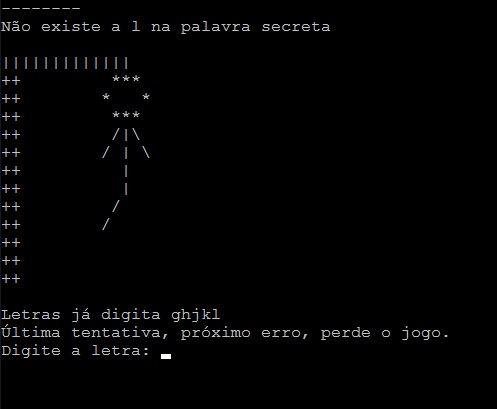 --------
Não existe a l na palavra secreta
|||||||||||||
++         ***
++        *   *
++         ***
++         /|\
++        / | \
++          |
++          |
++         /
++        /
++
++
++
Letras já digita ghjkl
Última tentativa, próximo erro, perde o jogo.
Digite a letra: